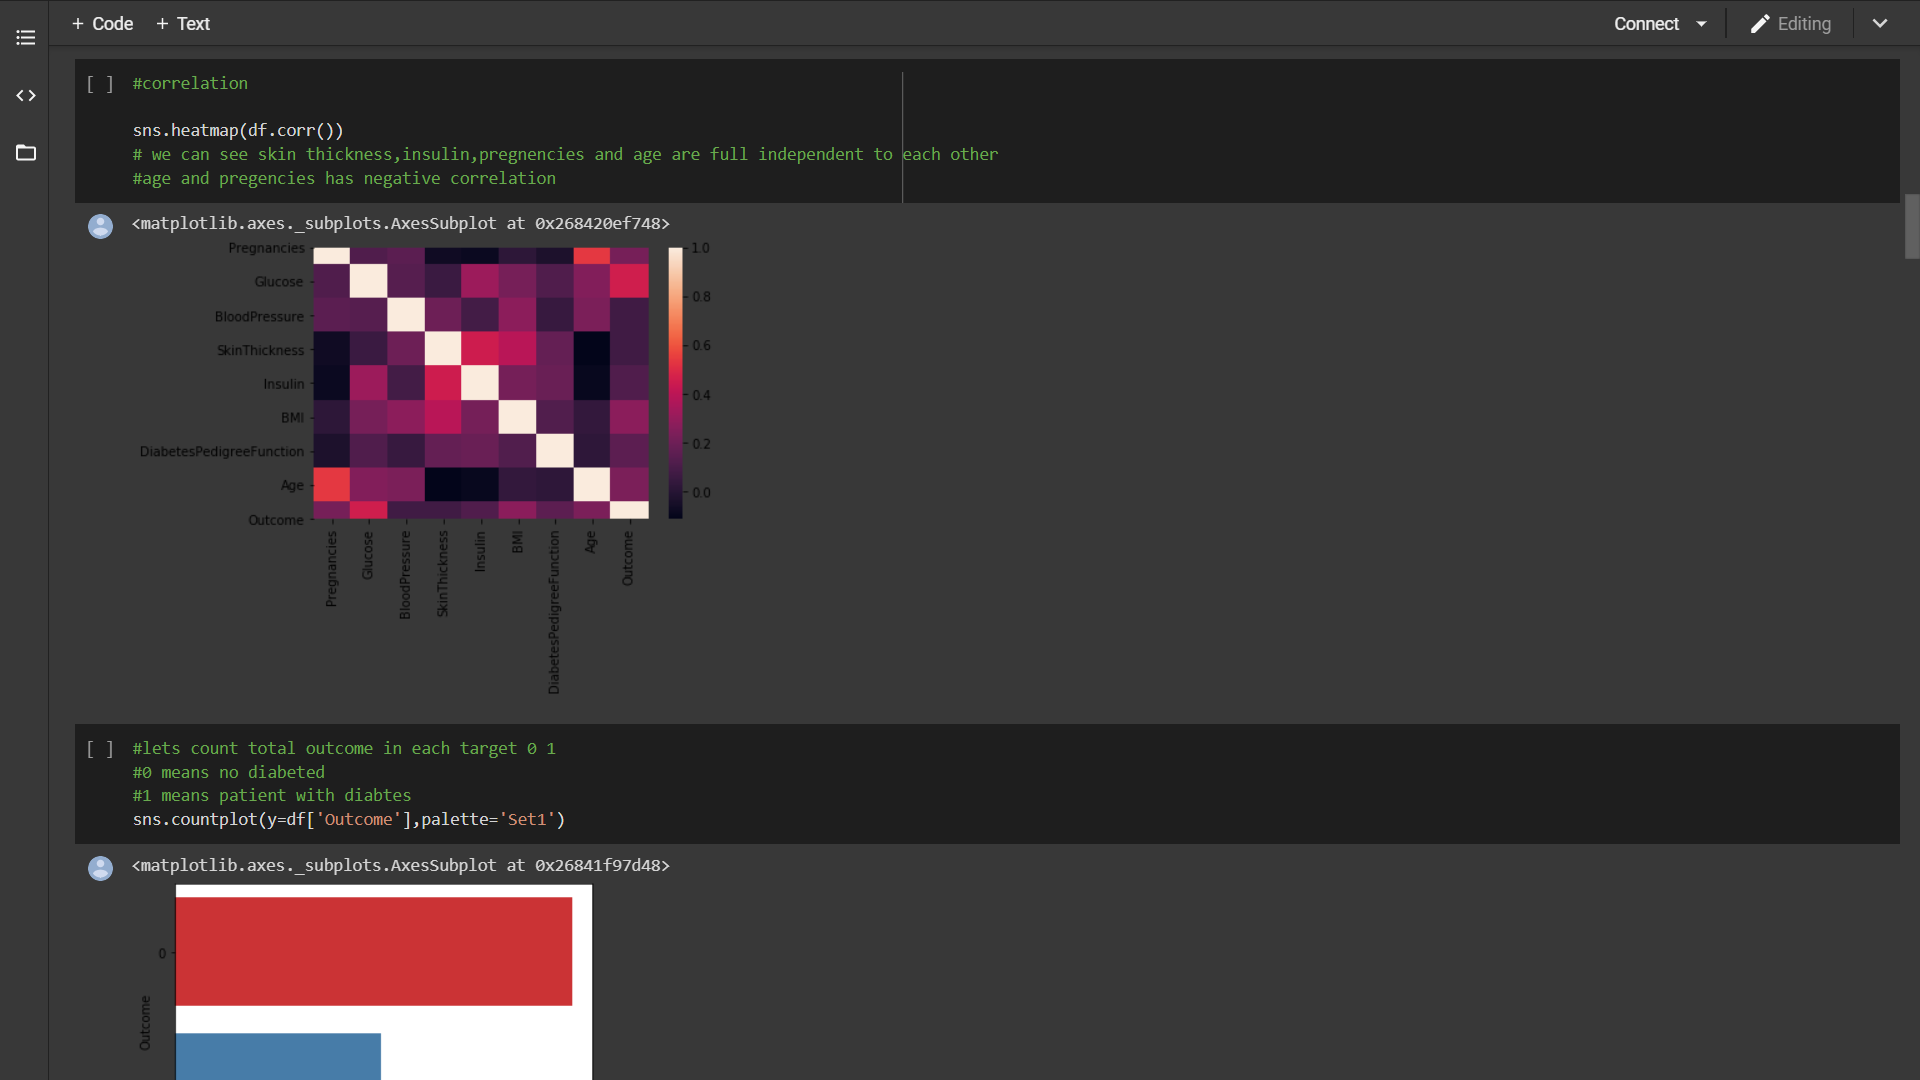 + Code + Text
Connect
Editing
[ ] #correlation
sns.heatmap(df.corr())
# we can see skin thickness,insulin,pregnencies and age are full independent to each other
#age and pregencies has negative correlation
<matplotlib.axes._subplots.AxesSubplot at 0x268420ef748>
Pregnancies
Glucose
BloodPressure
SkinThickness
Insulin
BMI
DiabetesPedigreeFunction
Age
Outcome
1.0
0.8
0.6
0.4
0.2
0.0
Pregnancies
Glucose
BloodPressure
SkinThickness
Insulin
BMI
DiabetesPedigreeFunction
Age
Outcome
[ ] #lets count total outcome in each target 0 1
#0 means no diabeted
#1 means patient with diabtes
sns.countplot(y=df['Outcome'],palette='Set1')
<matplotlib.axes._subplots.AxesSubplot at 0x26841f97d48>
0
Outcome